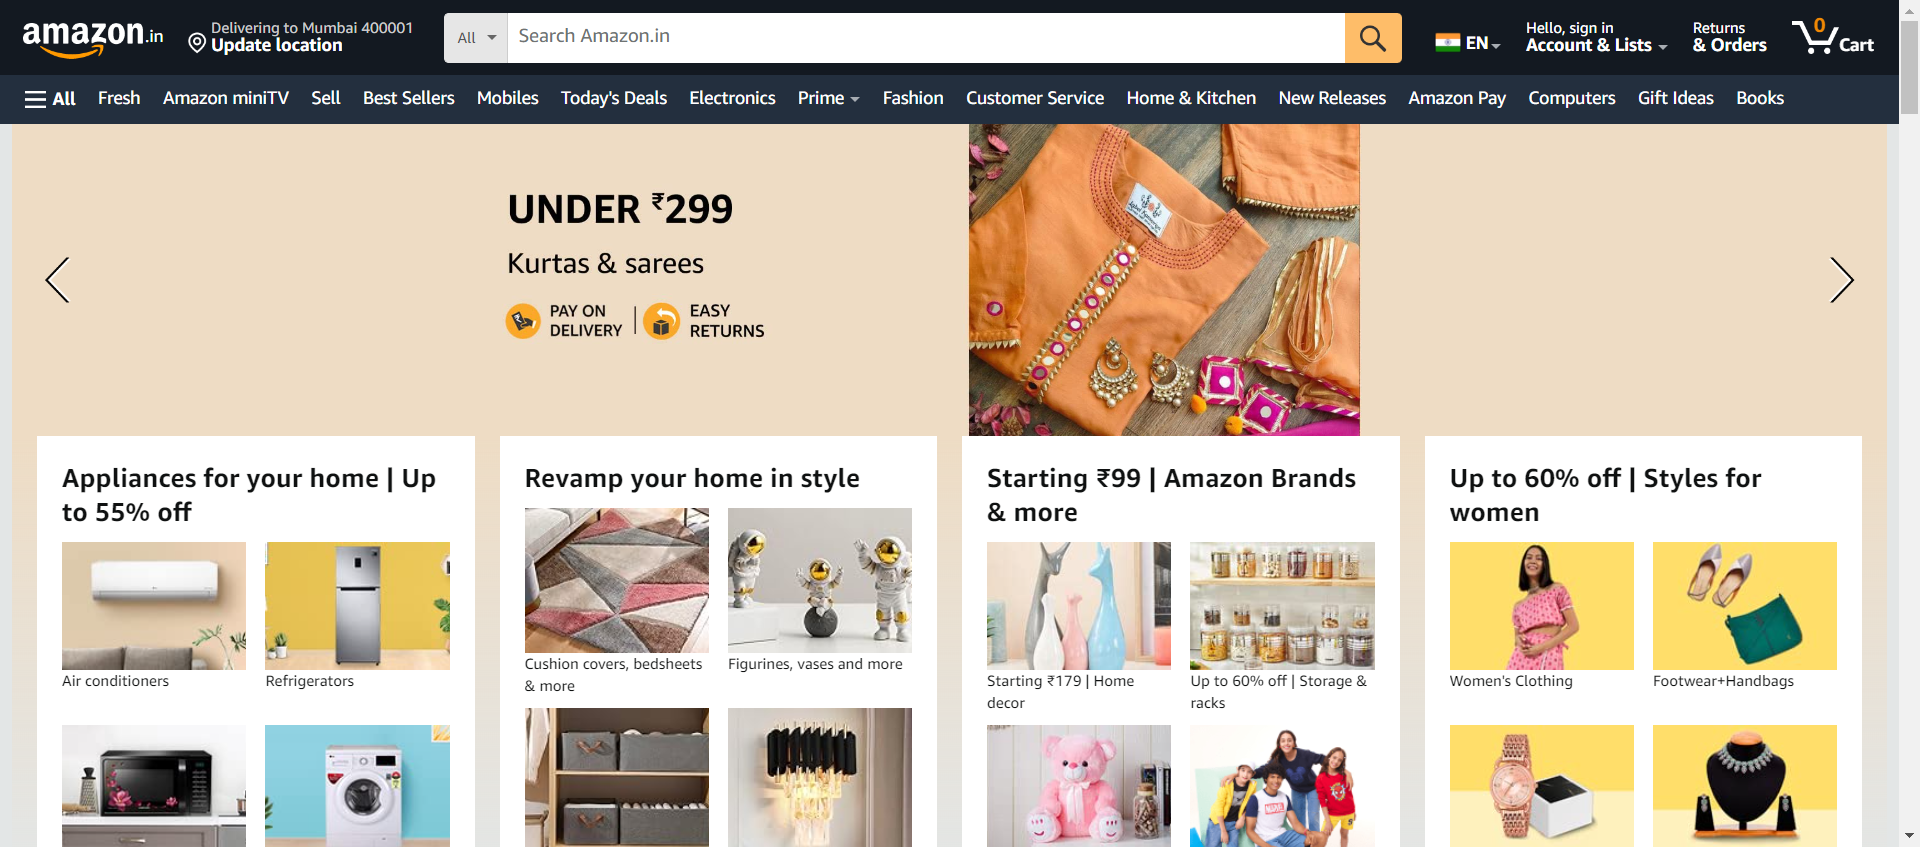 amazon.in
Delivering to Mumbai 400001
Update location
All
Search Amazon.in
EN
Hello, sign in
Account & Lists
Returns
& Orders
0
Cart
All
Fresh
Amazon miniTV
Sell
Best Sellers
Mobiles
Today's Deals
Electronics
Prime
Fashion
Customer Service
Home & Kitchen
New Releases
Amazon Pay
Computers
Gift Ideas
Books
UNDER ₹299
Kurtas & sarees
PAY ON
DELIVERY
EASY
RETURNS
Appliances for your home | Up
to 55% off
Air conditioners
Refrigerators
Revamp your home in style
Cushion covers, bedsheets
& more
Figurines, vases and more
Starting ₹99 | Amazon Brands
& more
Starting ₹179 | Home
decor
Up to 60% off | Storage &
racks
MARVEL
Up to 60% off | Styles for
women
Women's Clothing
Footwear+Handbags